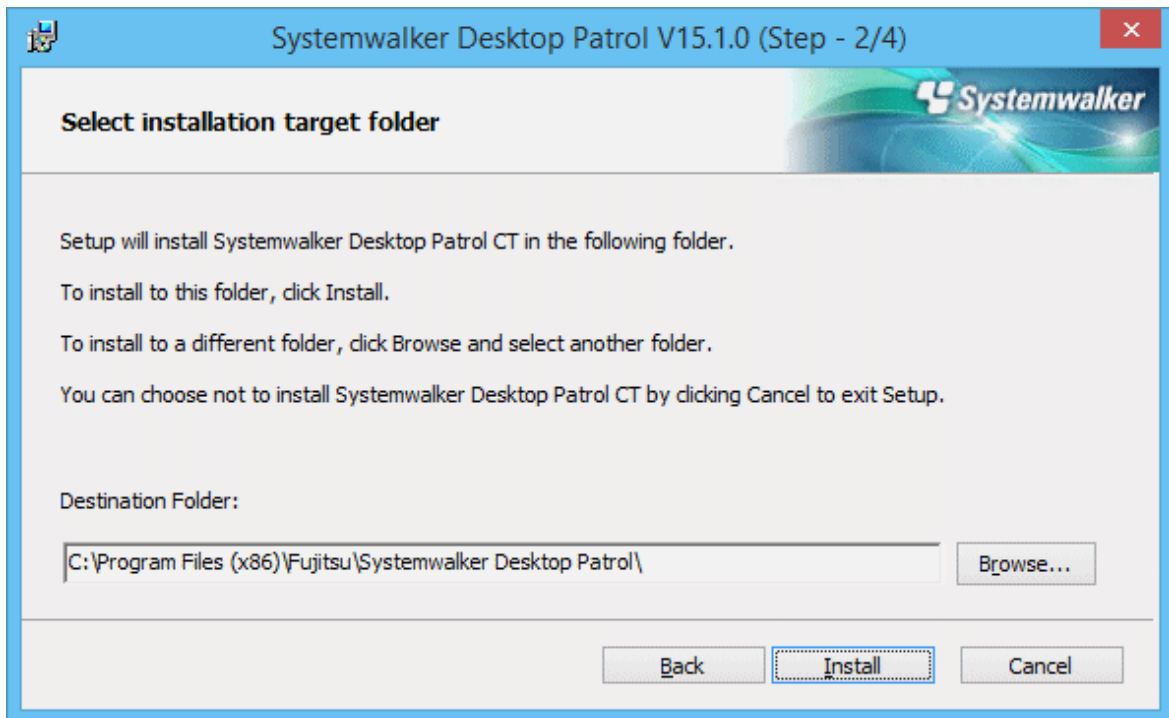 Systemwalker Desktop Patrol V15.1.0 (Step - 2/4)
Systemwalker
Select installation target folder
Setup will install Systemwalker Desktop Patrol CT in the following folder.
To install to this folder, click Install.
To install to a different folder, click Browse and select another folder.
You can choose not to install Systemwalker Desktop Patrol CT by clicking Cancel to exit Setup.
Destination Folder:
C:\Program Files (x86)\Fujitsu\Systemwalker Desktop Patrol\
Browse...
Back Install Cancel